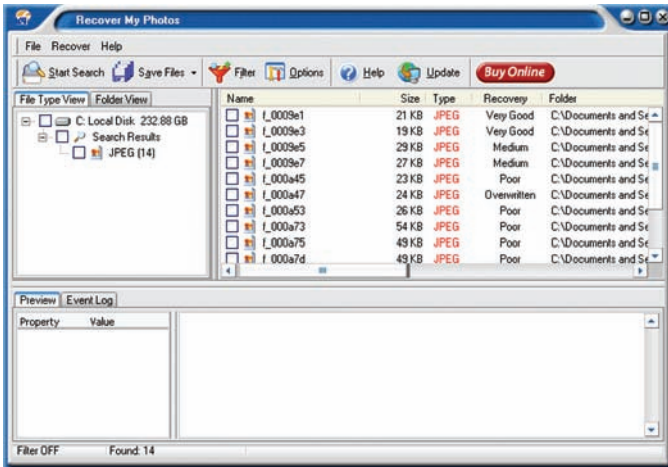 Recover My Photos
File Recover Help
Start Search Save Files Filter Options Help Update Buy Online
File Type View Folder View
C: Local Disk 232.88 GB
Search Results
JPEG (14)
Name Size Type Recovery Folder
f_0009e1 21 KB JPEG Very Good C:\Documents and Se
f_0009e3 19 KB JPEG Very Good C:\Documents and Se
f_0009e5 29 KB JPEG Medium C:\Documents and Se
f_0009e7 27 KB JPEG Medium C:\Documents and Se
f_000a45 23 KB JPEG Poor C:\Documents and Se
f_000a47 24 KB JPEG Overwritten C:\Documents and Se
f_000a53 26 KB JPEG Poor C:\Documents and Se
f_000a73 54 KB JPEG Poor C:\Documents and Se
f_000a75 49 KB JPEG Poor C:\Documents and Se
f_000a7d 49 KB JPEG Poor C:\Documents and Se
Preview Event Log
Property Value
Filter OFF Found: 14